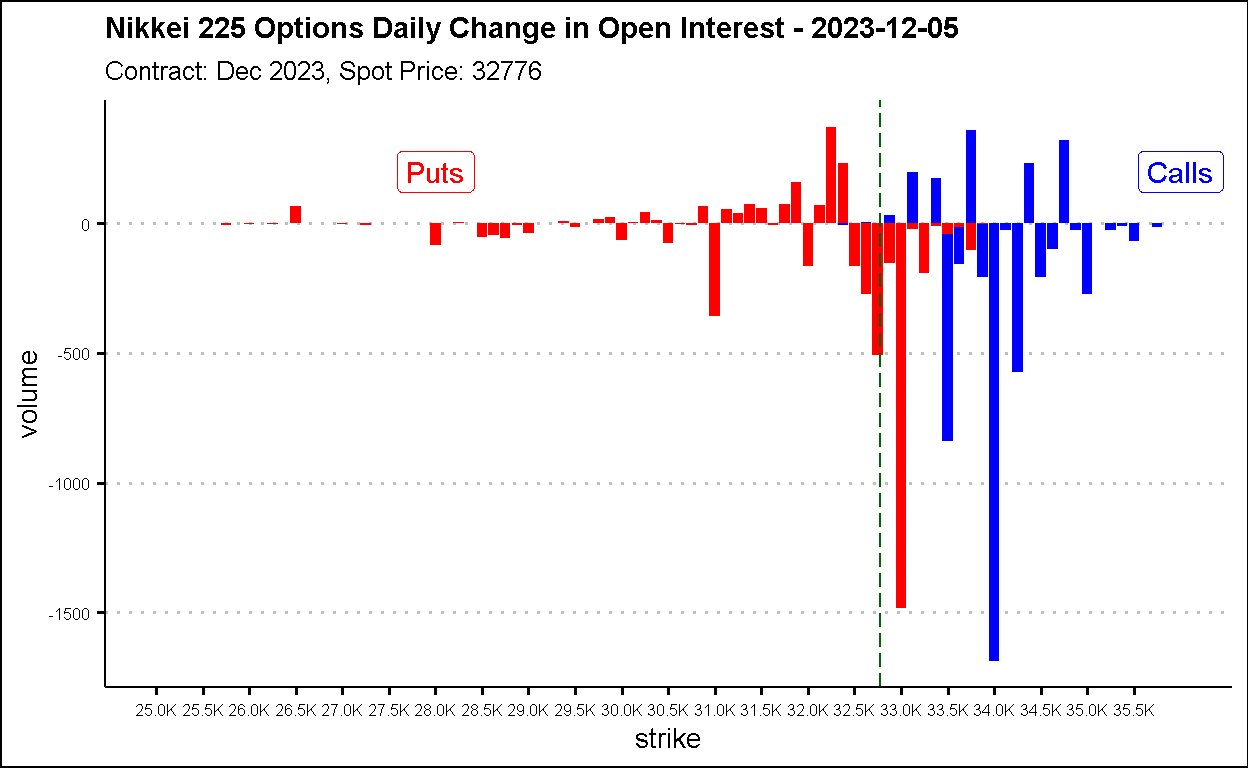 Nikkei 225 Options Daily Change in Open Interest - 2023-12-05
Contract: Dec 2023, Spot Price: 32776
Puts
Calls
volume
0
-500
-1000
-1500
25.0K 25.5K 26.0K 26.5K 27.0K 27.5K 28.0K 28.5K 29.0K 29.5K 30.0K 30.5K 31.0K 31.5K 32.0K 32.5K 33.0K 33.5K 34.0K 34.5K 35.0K 35.5K
strike